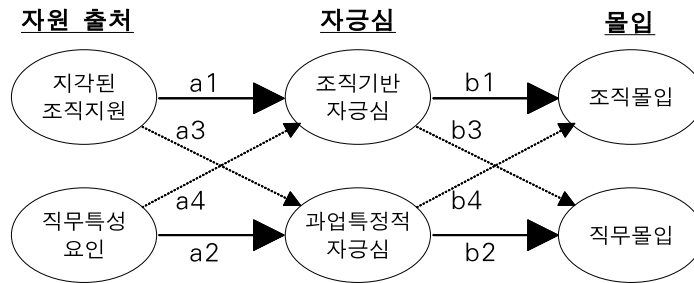 자원 출처 자긍심 몰입
지각된
조직지원
a1
조직기반
자긍심
b1
조직몰입
a3
b3
a4
b4
직무특성
요인
a2
과업특정적
자긍심
b2
직무몰입